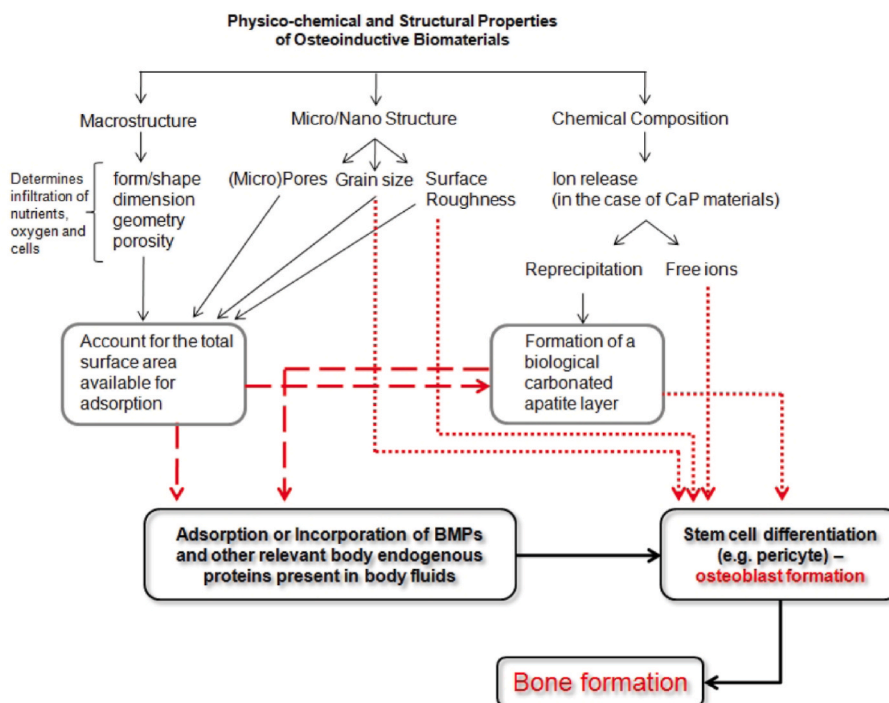 Physico-chemical and Structural Properties
of Osteoinductive Biomaterials
Macrostructure
Micro/Nano Structure
Chemical Composition
Determines
infiltration of
nutrients,
oxygen and
cells
form/shape
dimension
geometry
porosity
(Micro)Pores
Grain size
Surface
Roughness
Ion release
(in the case of CaP materials)
Reprecipitation
Free ions
Account for the total
surface area
available for
adsorption
Formation of a
biological
carbonated
apatite layer
Adsorption or Incorporation of BMPs
and other relevant body endogenous
proteins present in body fluids
Stem cell differentiation
(e.g. pericyte) –
osteoblast formation
Bone formation